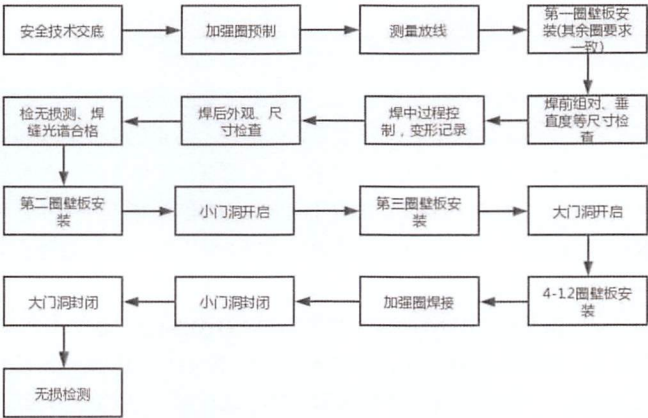 安全技术交底
加强圈预制
测量放线
第一圈壁板安
装(其余圈要求
一致)
焊前组对、垂
直度等尺寸检
查
焊中过程控
制，变形记录
焊后外观、尺
寸检查
检无损测、焊
缝光谱合格
第二圈壁板安
装
小门洞开启
第三圈壁板安
装
大门洞开启
4-12圈壁板安
装
加强圈焊接
小门洞封闭
大门洞封闭
无损检测